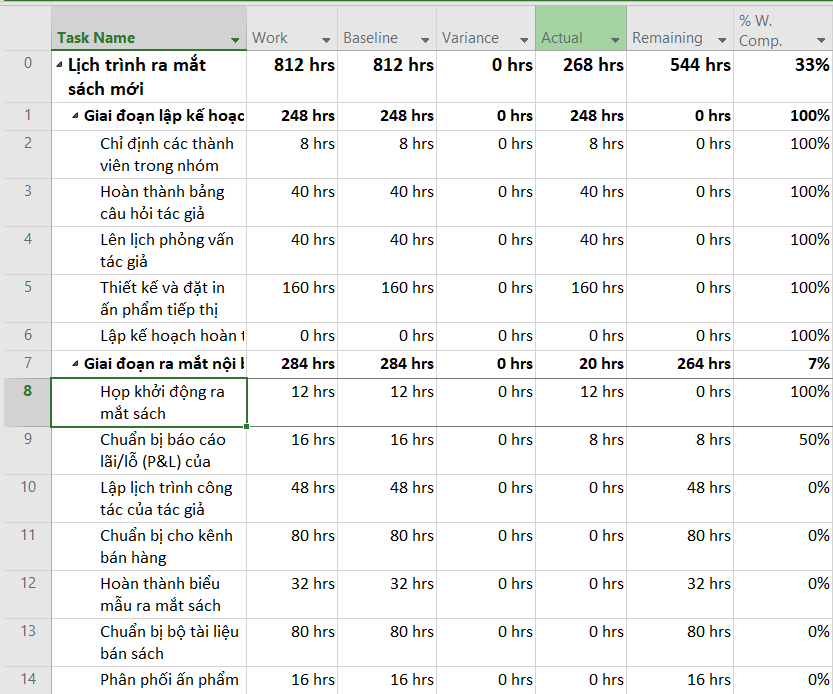 Task Name Work Baseline Variance Actual Remaining % W. Comp.
0 Lịch trình ra mắt sách mới 812 hrs 812 hrs 0 hrs 268 hrs 544 hrs 33%
1 Giai đoạn lập kế hoạc 248 hrs 248 hrs 0 hrs 248 hrs 0 hrs 100%
2 Chỉ định các thành viên trong nhóm 8 hrs 8 hrs 0 hrs 8 hrs 0 hrs 100%
3 Hoàn thành bảng câu hỏi tác giả 40 hrs 40 hrs 0 hrs 40 hrs 0 hrs 100%
4 Lên lịch phỏng vấn tác giả 40 hrs 40 hrs 0 hrs 40 hrs 0 hrs 100%
5 Thiết kế và đặt in ấn phẩm tiếp thị 160 hrs 160 hrs 0 hrs 160 hrs 0 hrs 100%
6 Lập kế hoạch hoàn t 0 hrs 0 hrs 0 hrs 0 hrs 0 hrs 100%
7 Giai đoạn ra mắt nội b 284 hrs 284 hrs 0 hrs 20 hrs 264 hrs 7%
8 Họp khởi động ra mắt sách 12 hrs 12 hrs 0 hrs 12 hrs 0 hrs 100%
9 Chuẩn bị báo cáo lãi/lỗ (P&L) của 16 hrs 16 hrs 0 hrs 8 hrs 8 hrs 50%
10 Lập lịch trình công tác của tác giả 48 hrs 48 hrs 0 hrs 0 hrs 48 hrs 0%
11 Chuẩn bị cho kênh bán hàng 80 hrs 80 hrs 0 hrs 0 hrs 80 hrs 0%
12 Hoàn thành biểu mẫu ra mắt sách 32 hrs 32 hrs 0 hrs 0 hrs 32 hrs 0%
13 Chuẩn bị bộ tài liệu bán sách 80 hrs 80 hrs 0 hrs 0 hrs 80 hrs 0%
14 Phân phối ấn phẩm 16 hrs 16 hrs 0 hrs 0 hrs 16 hrs 0%